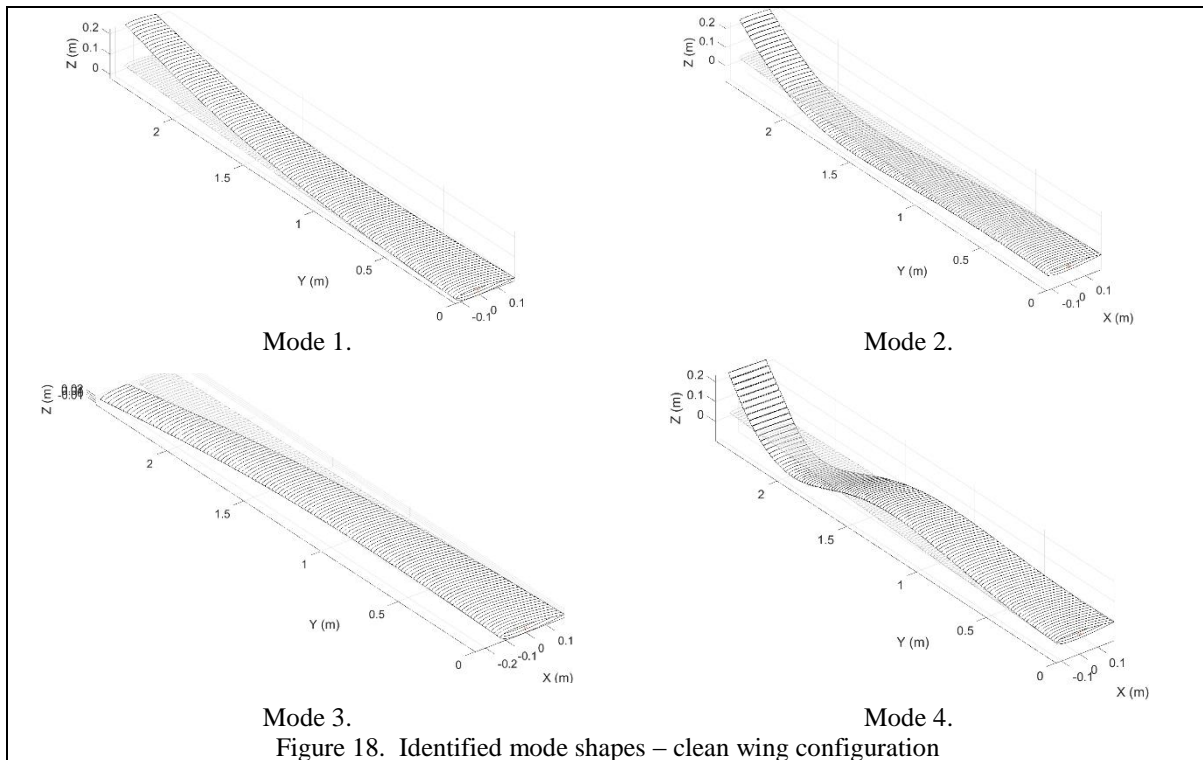 0.2
0.1
0
Z (m)
2
1.5
1
0.5
0
Y (m)
-0.1
0
0.1
Mode 1.
0.2
0.1
0
Z (m)
2
1.5
1
0.5
0
Y (m)
-0.1
0
0.1
X (m)
Mode 2.
Z (m)
2
1.5
1
0.5
0
Y (m)
-0.2
-0.1
0
0.1
X (m)
Mode 3.
0.2
0.1
0
Z (m)
2
1.5
1
0.5
0
Y (m)
-0.1
0
0.1
X (m)
Mode 4.
Figure 18. Identified mode shapes – clean wing configuration